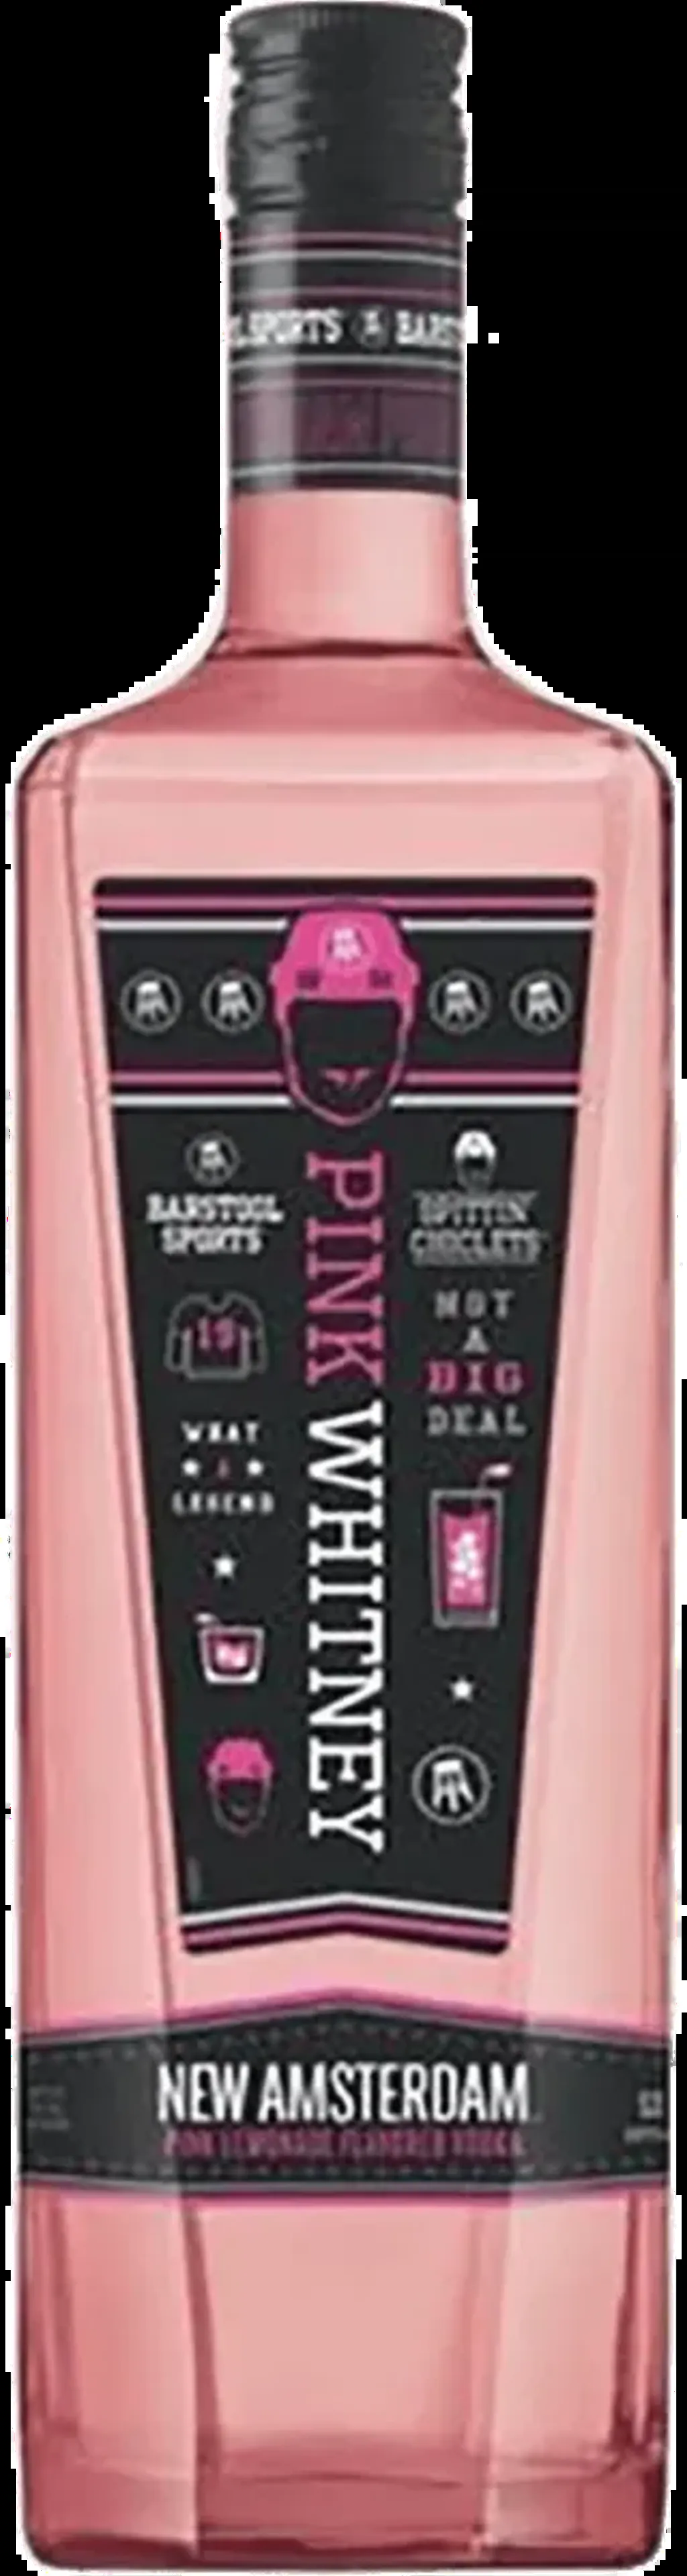 SPORTS BARST
BARSTOOL
SPORTS
19
WHAT
A
LEGEND
PINK WHITNEY
SPITTIN'
CHICLETS
NOT
A
BIG
DEAL
NEW AMSTERDAM
PINK LEMONADE FLAVORED VODKA